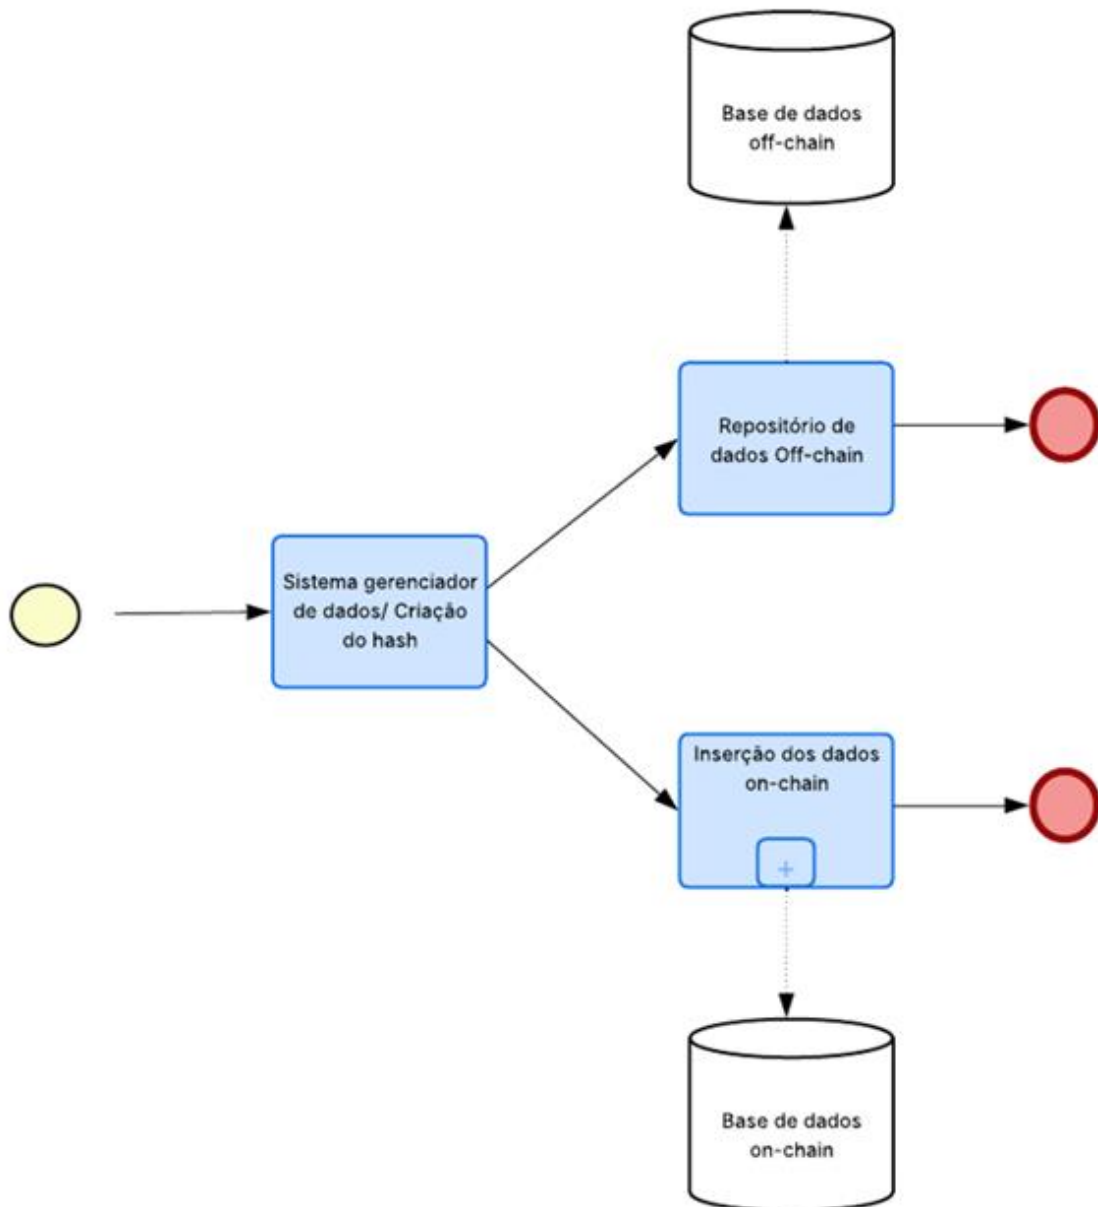 Base de dados
off-chain
Repositório de
dados Off-chain
Sistema gerenciador
de dados/ Criação
do hash
Inserção dos dados
on-chain
+
Base de dados
on-chain